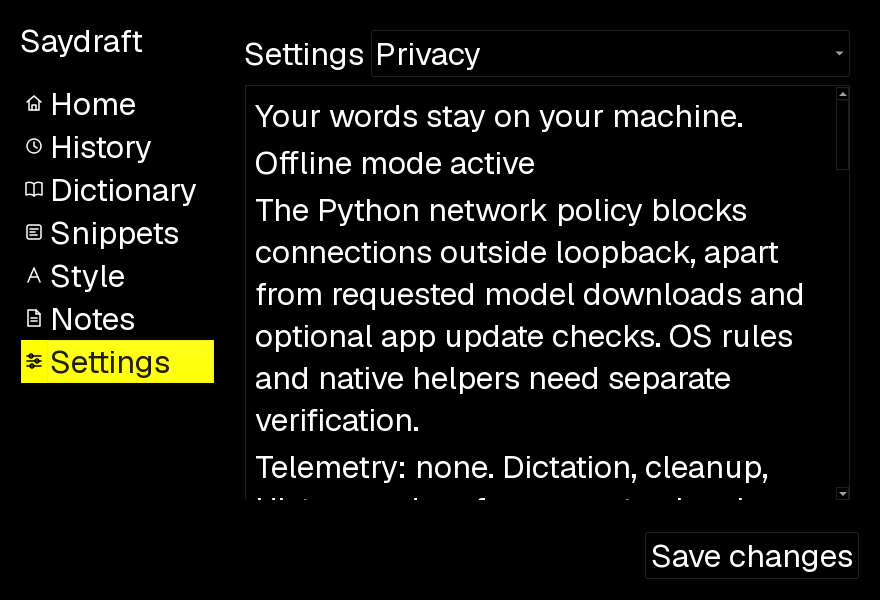 Saydraft
Home
History
Dictionary
Snippets
Style
Notes
Settings
Settings Privacy
Your words stay on your machine.
Offline mode active
The Python network policy blocks
connections outside loopback, apart
from requested model downloads and
optional app update checks. OS rules
and native helpers need separate
verification.
Telemetry: none. Dictation, cleanup,
Save changes